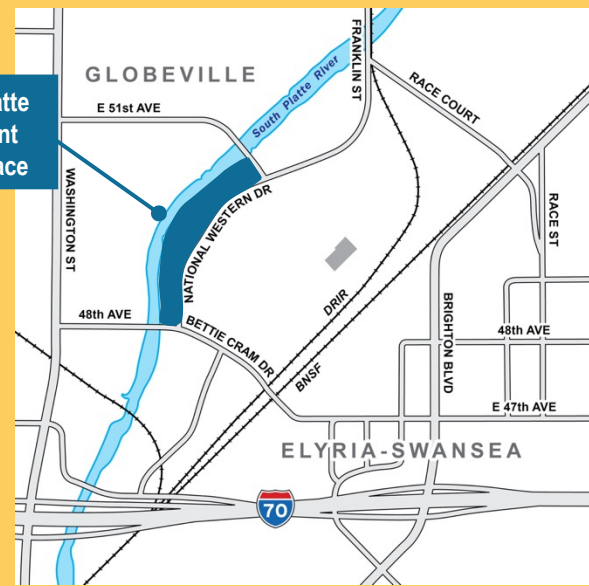 GLOBEVILLE
E 51st AVE
South Platte River
FRANKLIN ST
RACE COURT
atte
nt
ace
WASHINGTON ST
NATIONAL WESTERN DR
RACE ST
48th AVE
BETTIE CRAM DR
DRIR
BNSF
BRIGHTON BLVD
48th AVE
E 47th AVE
ELYRIA-SWANSEA
70